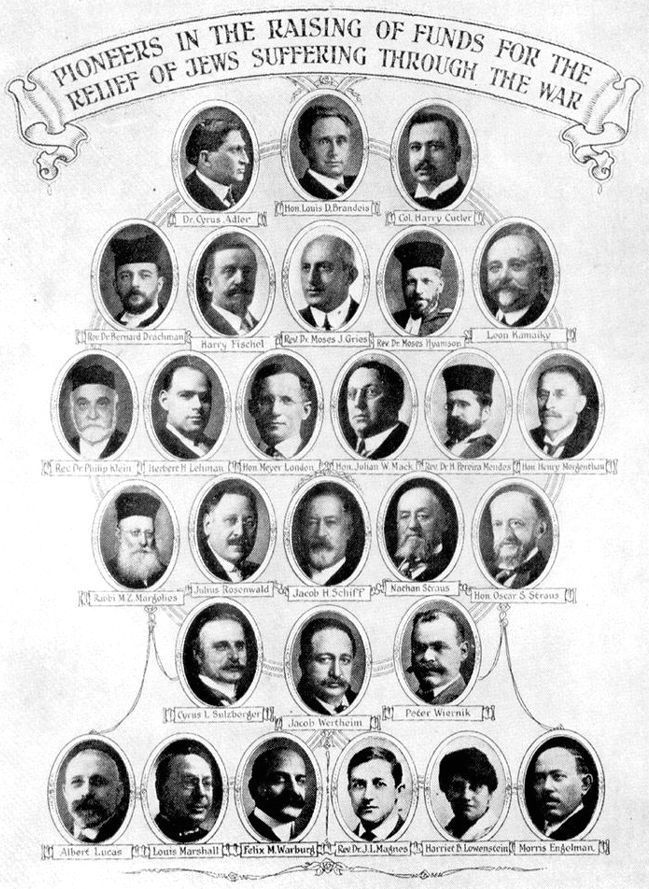 PIONEERS IN THE RAISING OF FUNDS FOR THE
RELIEF OF JEWS SUFFERING THROUGH THE WAR
Dr. Cyrus Adler
Hon. Louis D. Brandeis
Col. Harry Cutler
Rev. Dr. Bernard Drachman
Harry Fischel
Rev. Dr. Moses J. Gries
Rev. Dr. Moses Hyamson
Leon Kamaiky
Rev. Dr. Philip Klein
Herbert H. Lehman
Hon. Meyer London
Hon. Julian W. Mack
Rev. Dr. H. Pereira Mendes
Hon. Henry Morgenthau
Rabbi M. Z. Margolies
Julius Rosenwald
Jacob H. Schiff
Nathan Straus
Hon. Oscar S. Straus
Cyrus L. Sulzberger
Jacob Wertheim
Peter Wiernik
Albert Lucas
Louis Marshall
Felix M. Warburg
Rev. Dr. J. L. Magnes
Harriet B. Lowenstein
Morris Engelman.